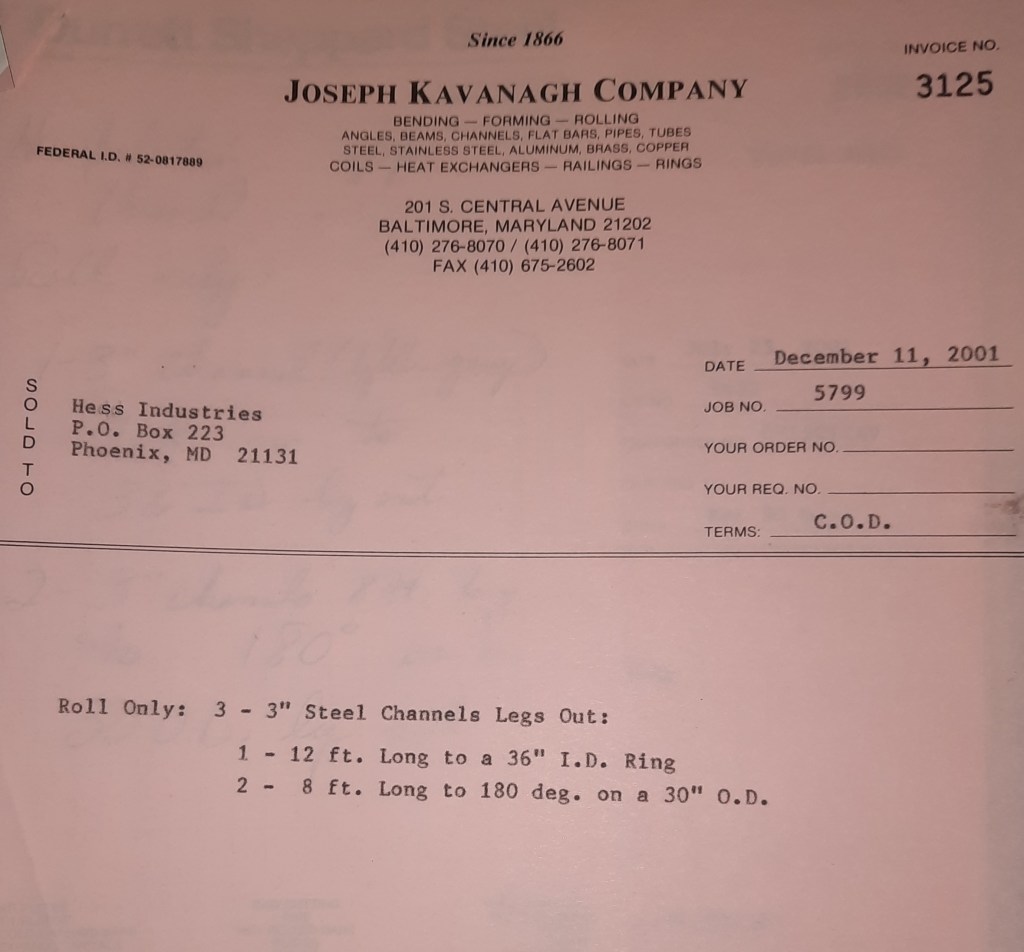 Since 1866
INVOICE NO.
3125
JOSEPH KAVANAGH COMPANY
BENDING — FORMING — ROLLING
ANGLES, BEAMS, CHANNELS, FLAT BARS, PIPES, TUBES
STEEL, STAINLESS STEEL, ALUMINUM, BRASS, COPPER
COILS — HEAT EXCHANGERS — RAILINGS — RINGS
FEDERAL I.D. # 52-0817889
201 S. CENTRAL AVENUE
BALTIMORE, MARYLAND 21202
(410) 276-8070 / (410) 276-8071
FAX (410) 675-2602
DATE December 11, 2001
JOB NO. 5799
YOUR ORDER NO.
YOUR REQ. NO.
TERMS: C.O.D.
SOLD TO
Hess Industries
P.O. Box 223
Phoenix, MD 21131
Roll Only: 3 - 3" Steel Channels Legs Out:
1 - 12 ft. Long to a 36" I.D. Ring
2 - 8 ft. Long to 180 deg. on a 30" O.D.
180°